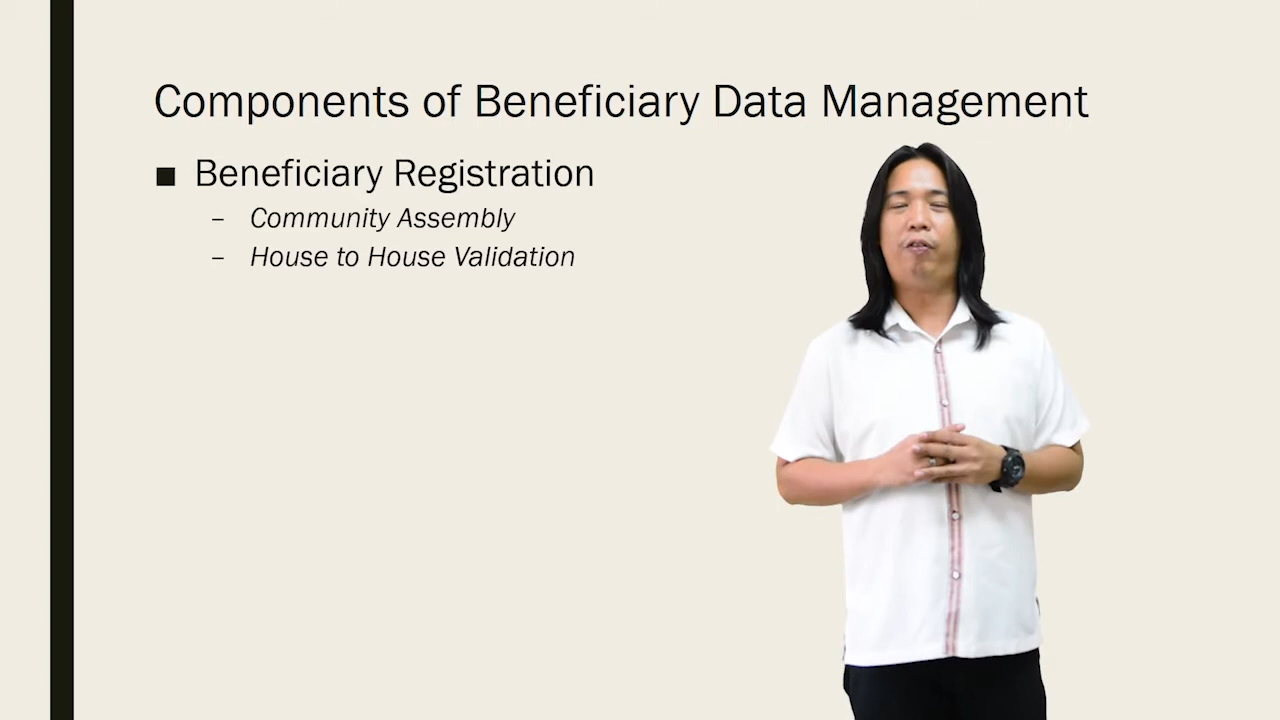 Components of Beneficiary Data Management
■ Beneficiary Registration
– Community Assembly
– House to House Validation